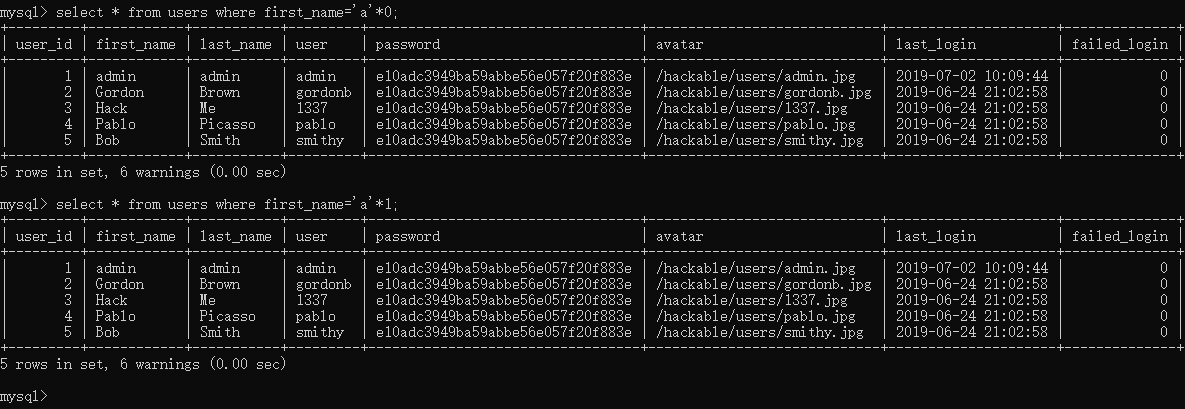 mysql> select * from users where first_name='a'*0;
+---------+------------+-----------+---------+----------------------------------+-----------------------------+---------------------+--------------+
| user_id | first_name | last_name | user    | password                         | avatar                      | last_login          | failed_login |
+---------+------------+-----------+---------+----------------------------------+-----------------------------+---------------------+--------------+
|       1 | admin      | admin     | admin   | e10adc3949ba59abbe56e057f20f883e | /hackable/users/admin.jpg   | 2019-07-02 10:09:44 |            0 |
|       2 | Gordon     | Brown     | gordonb | e10adc3949ba59abbe56e057f20f883e | /hackable/users/gordonb.jpg | 2019-06-24 21:02:58 |            0 |
|       3 | Hack       | Me        | 1337    | e10adc3949ba59abbe56e057f20f883e | /hackable/users/1337.jpg    | 2019-06-24 21:02:58 |            0 |
|       4 | Pablo      | Picasso   | pablo   | e10adc3949ba59abbe56e057f20f883e | /hackable/users/pablo.jpg   | 2019-06-24 21:02:58 |            0 |
|       5 | Bob        | Smith     | smithy  | e10adc3949ba59abbe56e057f20f883e | /hackable/users/smithy.jpg  | 2019-06-24 21:02:58 |            0 |
+---------+------------+-----------+---------+----------------------------------+-----------------------------+---------------------+--------------+
5 rows in set, 6 warnings (0.00 sec)
mysql> select * from users where first_name='a'*1;
+---------+------------+-----------+---------+----------------------------------+-----------------------------+---------------------+--------------+
| user_id | first_name | last_name | user    | password                         | avatar                      | last_login          | failed_login |
+---------+------------+-----------+---------+----------------------------------+-----------------------------+---------------------+--------------+
|       1 | admin      | admin     | admin   | e10adc3949ba59abbe56e057f20f883e | /hackable/users/admin.jpg   | 2019-07-02 10:09:44 |            0 |
|       2 | Gordon     | Brown     | gordonb | e10adc3949ba59abbe56e057f20f883e | /hackable/users/gordonb.jpg | 2019-06-24 21:02:58 |            0 |
|       3 | Hack       | Me        | 1337    | e10adc3949ba59abbe56e057f20f883e | /hackable/users/1337.jpg    | 2019-06-24 21:02:58 |            0 |
|       4 | Pablo      | Picasso   | pablo   | e10adc3949ba59abbe56e057f20f883e | /hackable/users/pablo.jpg   | 2019-06-24 21:02:58 |            0 |
|       5 | Bob        | Smith     | smithy  | e10adc3949ba59abbe56e057f20f883e | /hackable/users/smithy.jpg  | 2019-06-24 21:02:58 |            0 |
+---------+------------+-----------+---------+----------------------------------+-----------------------------+---------------------+--------------+
5 rows in set, 6 warnings (0.00 sec)
mysql>